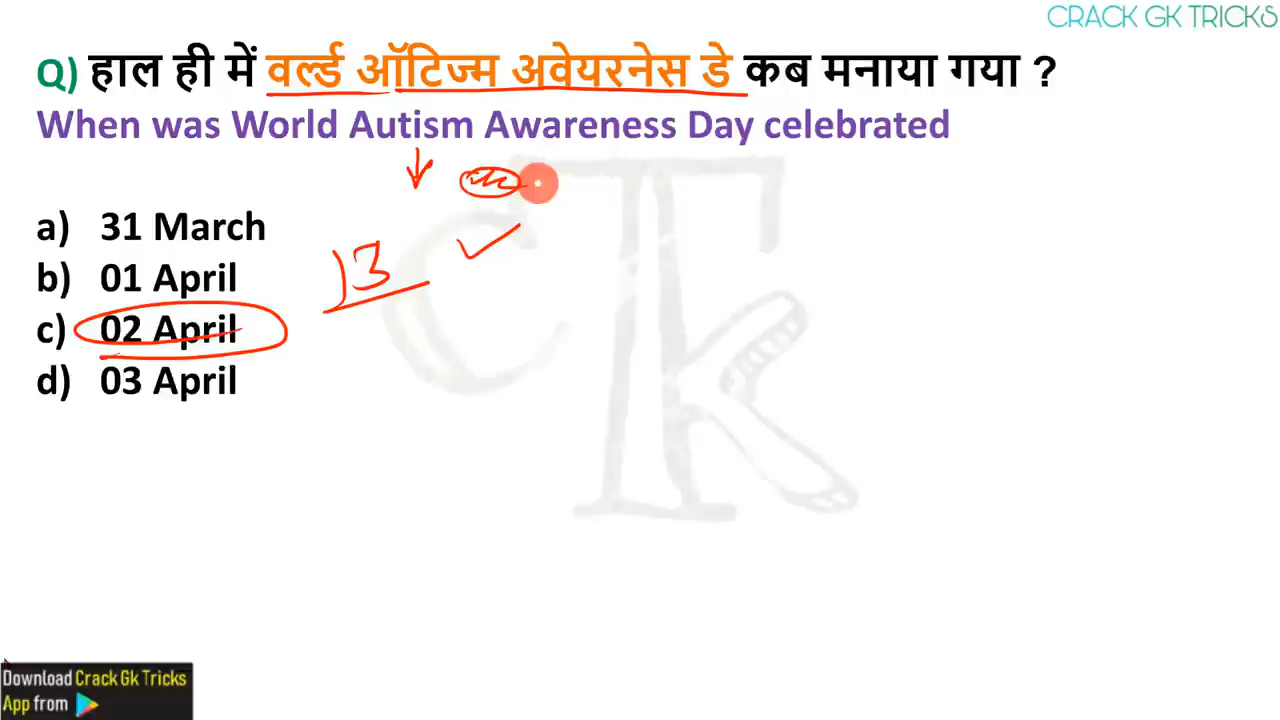 CRACK GK TRICKS
Q) हाल ही में वर्ल्ड ऑटिज्म अवेयरनेस डे कब मनाया गया ?
When was World Autism Awareness Day celebrated
a) 31 March
b) 01 April
c) 02 April
d) 03 April
13
CTk
Download Crack Gk Tricks
App from